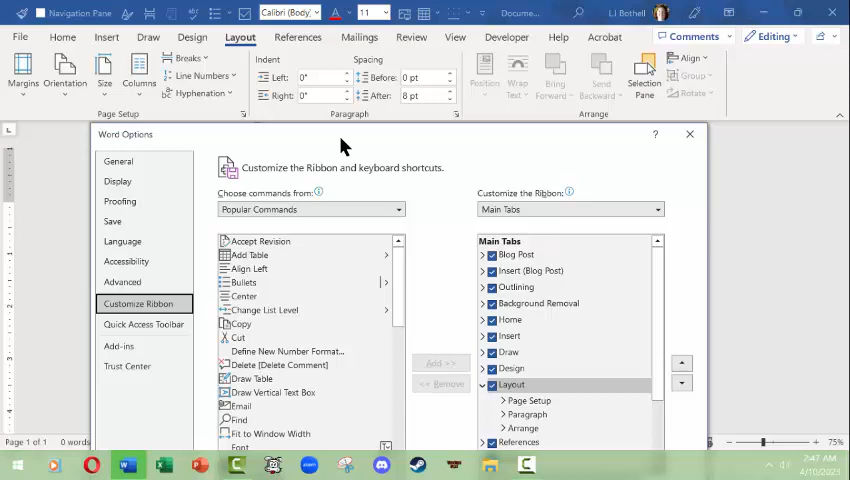 Navigation Pane
Calibri (Body)
11
Docume...
LJ Bothell
File
Home
Insert
Draw
Design
Layout
References
Mailings
Review
View
Developer
Help
Acrobat
Comments
Editing
Margins
Orientation
Size
Columns
Breaks
Line Numbers
Hyphenation
Page Setup
Indent
Left: 0"
Right: 0"
Spacing
Before: 0 pt
After: 8 pt
Paragraph
Position
Wrap Text
Bring Forward
Send Backward
Selection Pane
Align
Group
Rotate
Arrange
Word Options
?
General
Display
Proofing
Save
Language
Accessibility
Advanced
Customize Ribbon
Quick Access Toolbar
Add-ins
Trust Center
Customize the Ribbon and keyboard shortcuts.
Choose commands from:
Popular Commands
Accept Revision
Add Table
Align Left
Bullets
Center
Change List Level
Copy
Cut
Define New Number Format...
Delete [Delete Comment]
Draw Table
Draw Vertical Text Box
Email
Find
Fit to Window Width
Font
Add >>
<< Remove
Customize the Ribbon:
Main Tabs
Main Tabs
Blog Post
Insert (Blog Post)
Outlining
Background Removal
Home
Insert
Draw
Design
Layout
Page Setup
Paragraph
Arrange
References
Page 1 of 1
0 words
75%
2:47 AM
4/10/2023